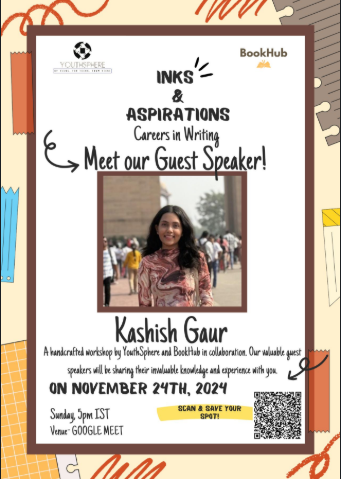 YOUTHSPHERE
BookHub
INKS
&
ASPIRATIONS
Careers in Writing
Meet our Guest Speaker!
Kashish Gaur
A handcrafted workshop by YouthSphere and BookHub in collaboration. Our valuable guest
speakers will be sharing their invaluable knowledge and experience with you.
ON NOVEMBER 24TH, 2024
Sunday, 5pm IST
Venue- GOOGLE MEET
SCAN & SAVE YOUR
SPOT!